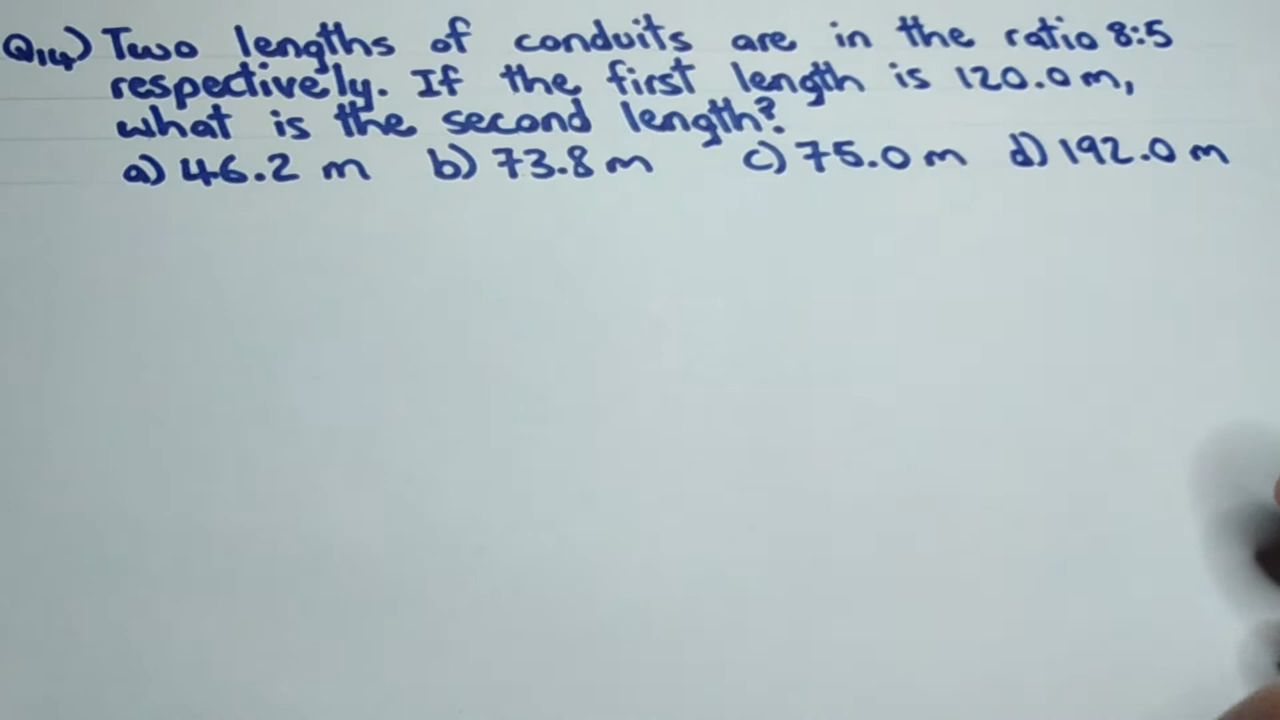 Q14) Two lengths of conduits are in the ratio 8:5
respectively. If the first length is 120.0m,
what is the second length?
a) 46.2 m b) 73.8 m c) 75.0 m d) 192.0 m